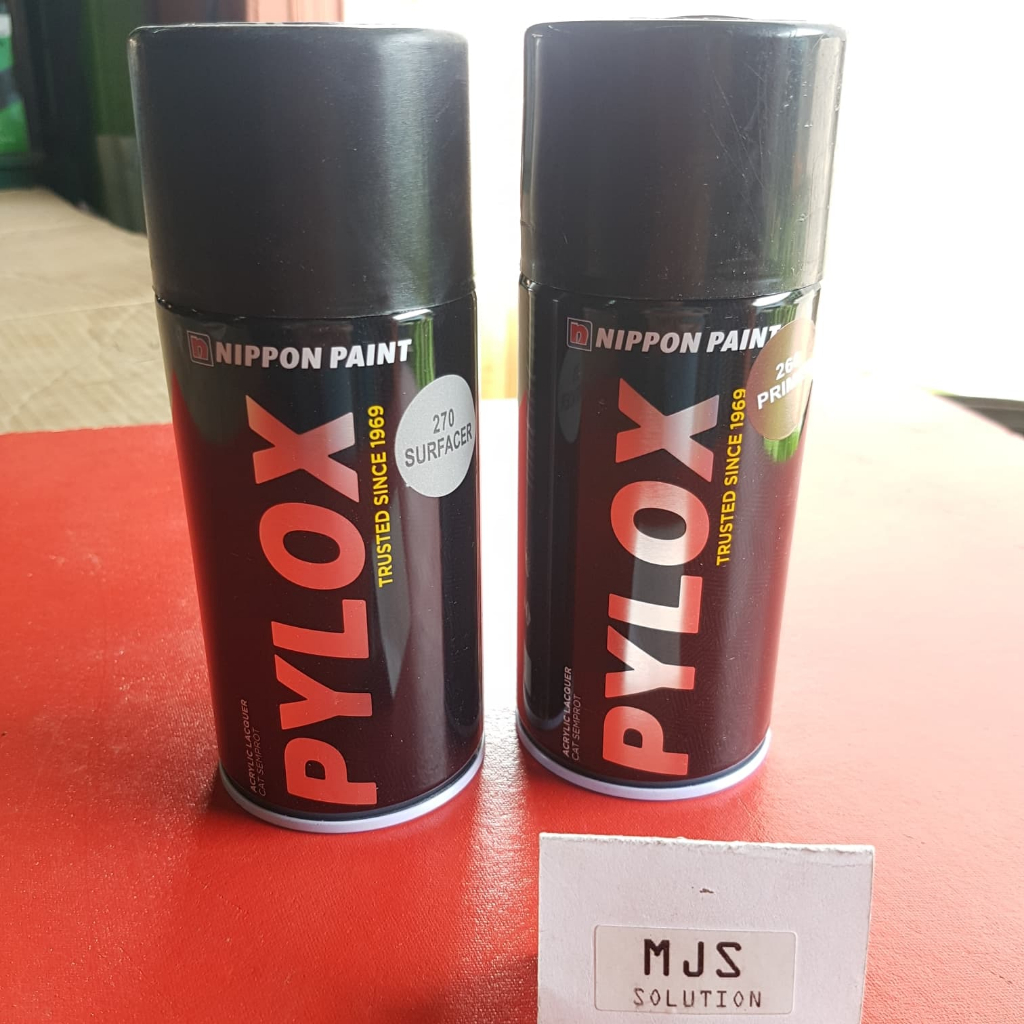 NIPPON PAINT
270
SURFACER
PYLOX
TRUSTED SINCE 1969
ACRYLIC LACQUER
CAT SEMPROT
NIPPON PAINT
PYLOX
TRUSTED SINCE 1969
ACRYLIC LACQUER
CAT SEMPROT
MJS
SOLUTION